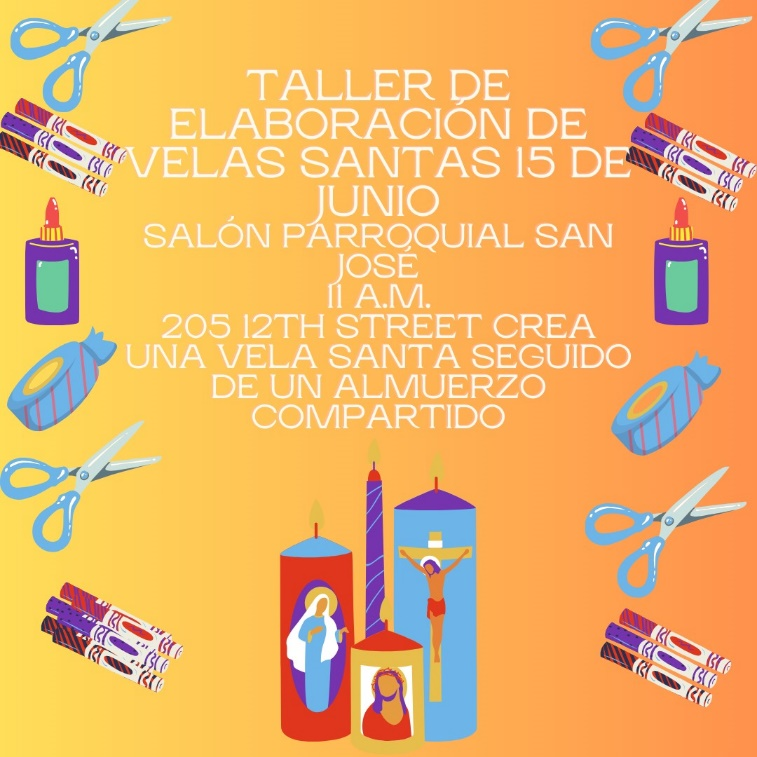 TALLER DE
ELABORACIÓN DE
VELAS SANTAS 15 DE
JUNIO
SALÓN PARROQUIAL SAN
JOSÉ
11 A.M.
205 12TH STREET CREA
UNA VELA SANTA SEGUIDO
DE UN ALMUERZO
COMPARTIDO